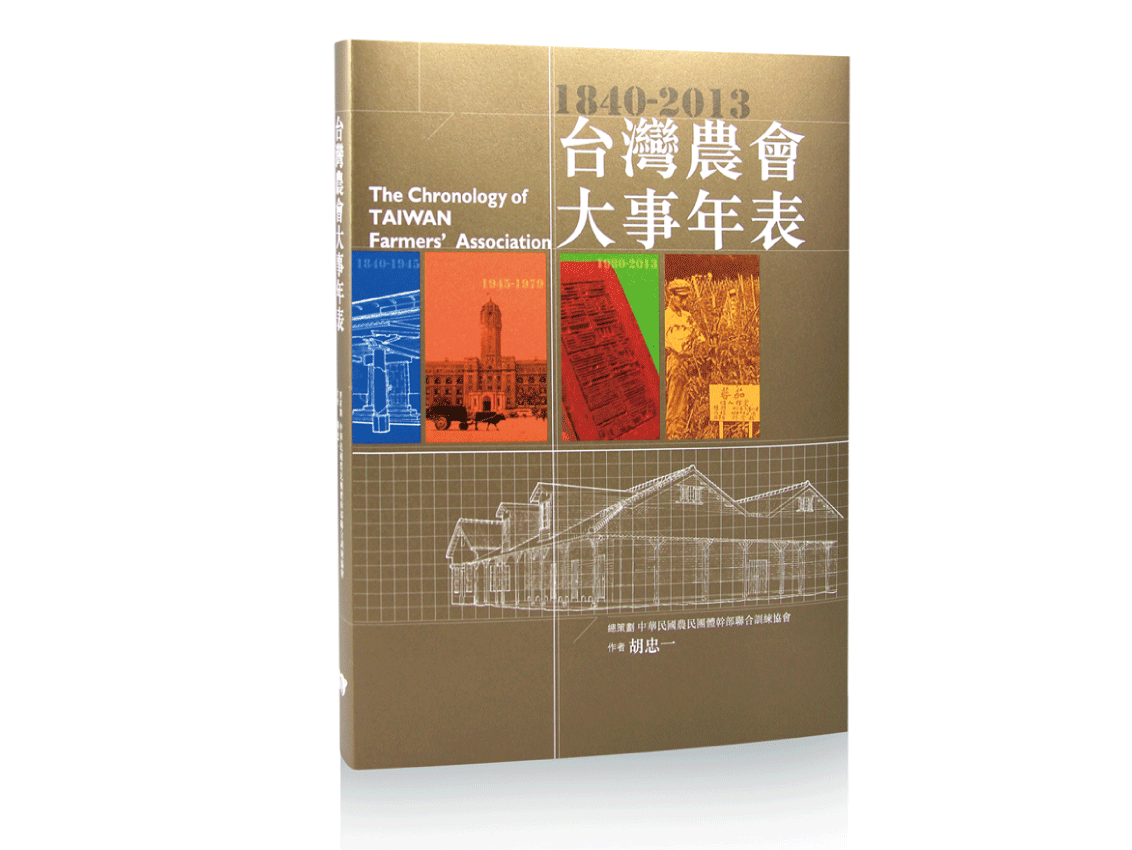 1840-2013
台灣農會
大事年表
The Chronology of
TAIWAN
Farmers' Association
1840-1945
1945-1979
1980-2013
蕃茄
總策劃 中華民國農民團體幹部聯合訓練協會
作者 胡忠一
台灣農會大事年表